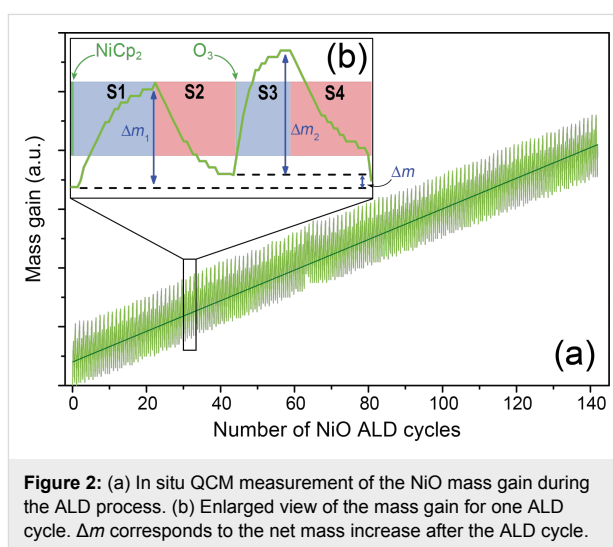 (b)
NiCp₂
O₃
S1
S2
S3
S4
Δm₁
Δm₂
Δm
Mass gain (a.u.)
(a)
0 20 40 60 80 100 120 140
Number of NiO ALD cycles
Figure 2: (a) In situ QCM measurement of the NiO mass gain during
the ALD process. (b) Enlarged view of the mass gain for one ALD
cycle. Δm corresponds to the net mass increase after the ALD cycle.